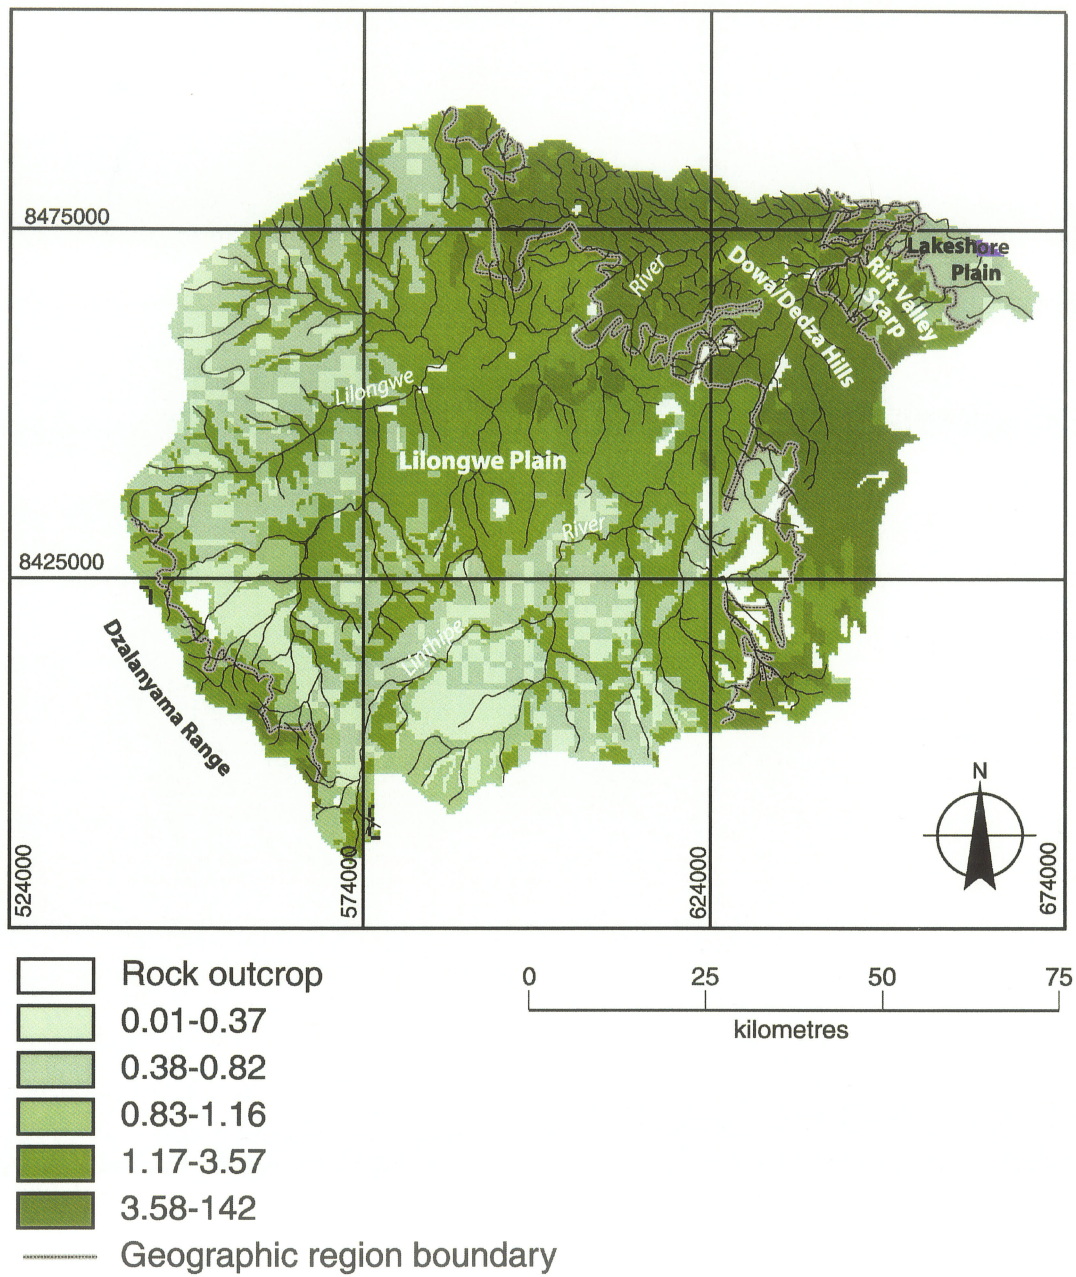 8475000
Lakeshore
Plain
Rift Valley
Scarp
Dowa/Dedza Hills
River
Lilongwe
Lilongwe Plain
River
8425000
Linthipe
Dzalanyama Range
N
524000
574000
624000
674000
Rock outcrop
0.01-0.37
0.38-0.82
0.83-1.16
1.17-3.57
3.58-142
Geographic region boundary
0 25 50 75
kilometres